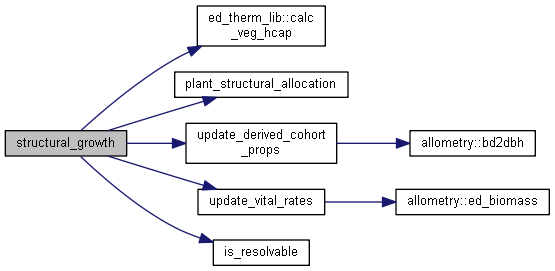 ed_therm_lib::calc
_veg_hcap
plant_structural_allocation
structural_growth
update_derived_cohort
_props
allometry::bd2dbh
update_vital_rates
allometry::ed_biomass
is_resolvable